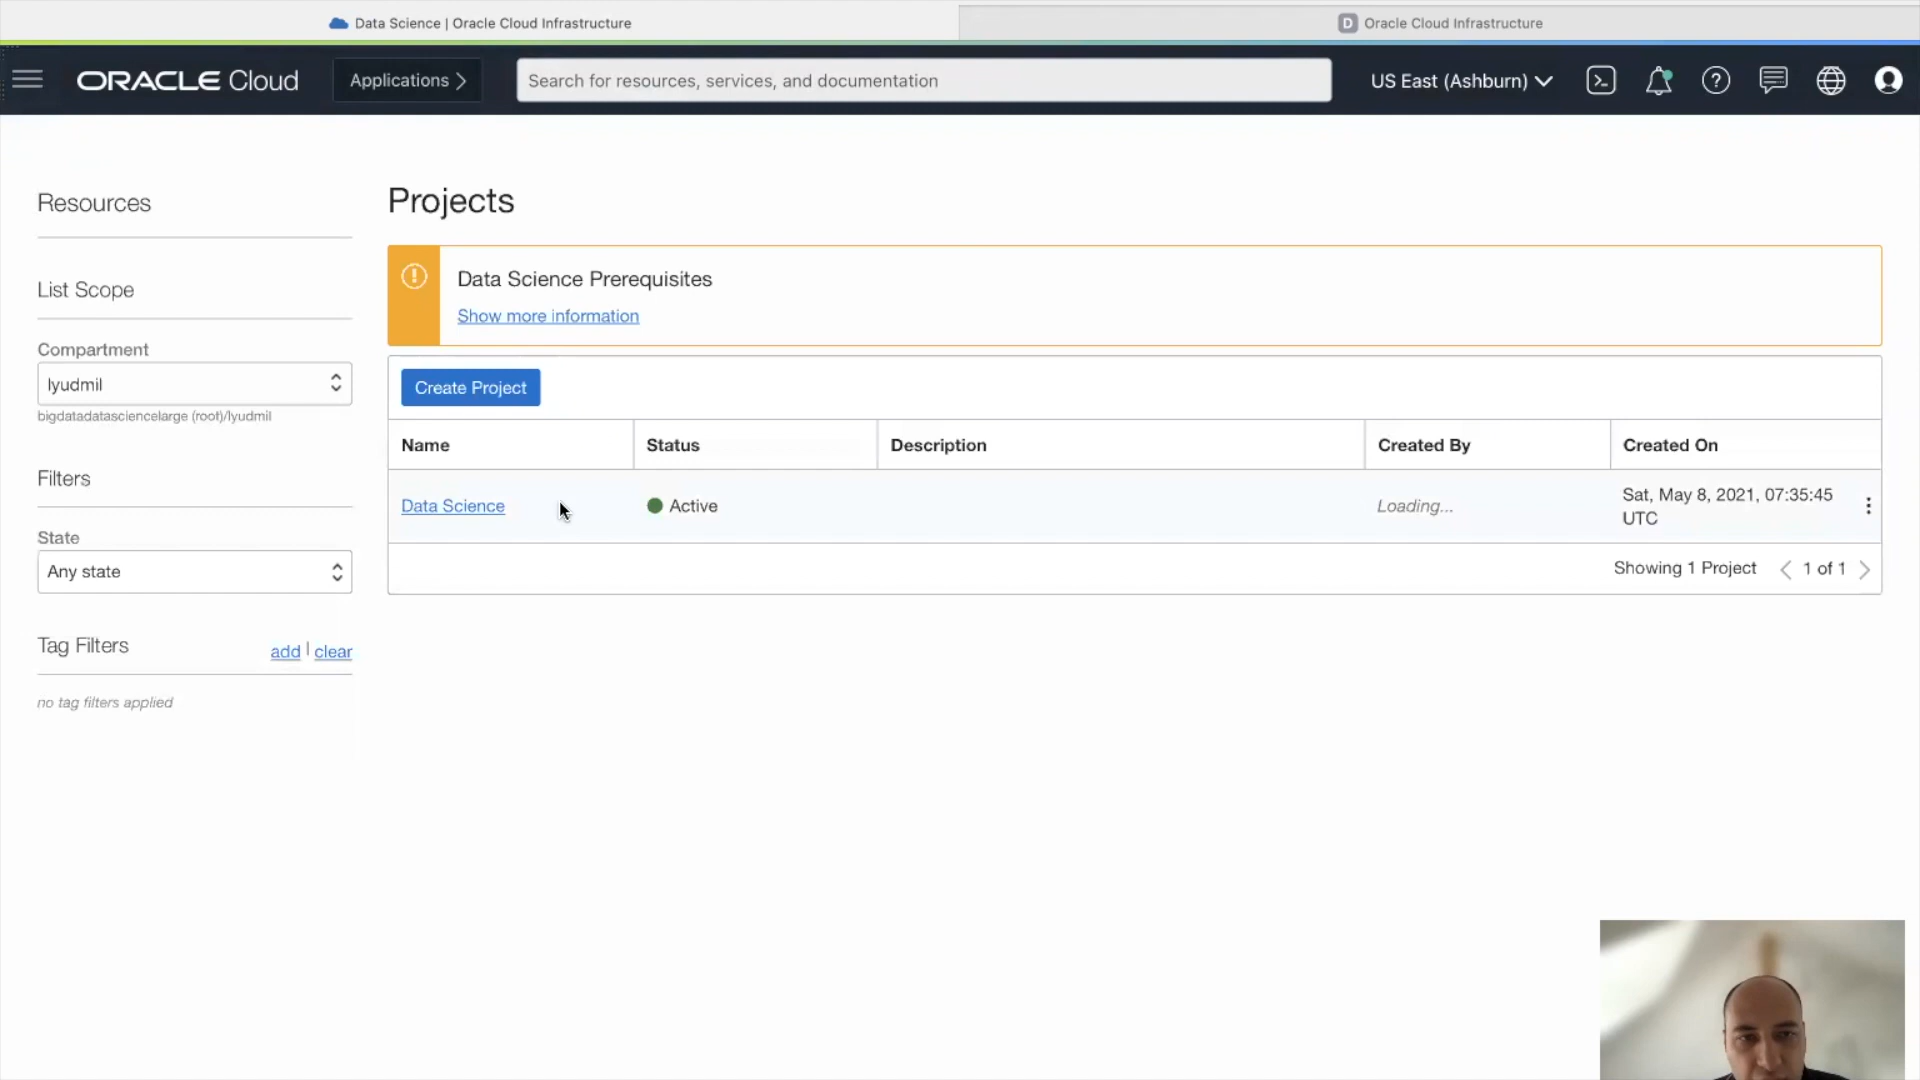 Data Science | Oracle Cloud Infrastructure
D Oracle Cloud Infrastructure
ORACLE Cloud
Applications
Search for resources, services, and documentation
US East (Ashburn)
Resources
List Scope
Compartment
lyudmil
bigdatadatasciencelarge (root)/lyudmil
Filters
State
Any state
Tag Filters
add | clear
no tag filters applied
Projects
Data Science Prerequisites
Show more information
Create Project
Name Status Description Created By Created On
Data Science Active Loading... Sat, May 8, 2021, 07:35:45
UTC
Showing 1 Project < 1 of 1 >